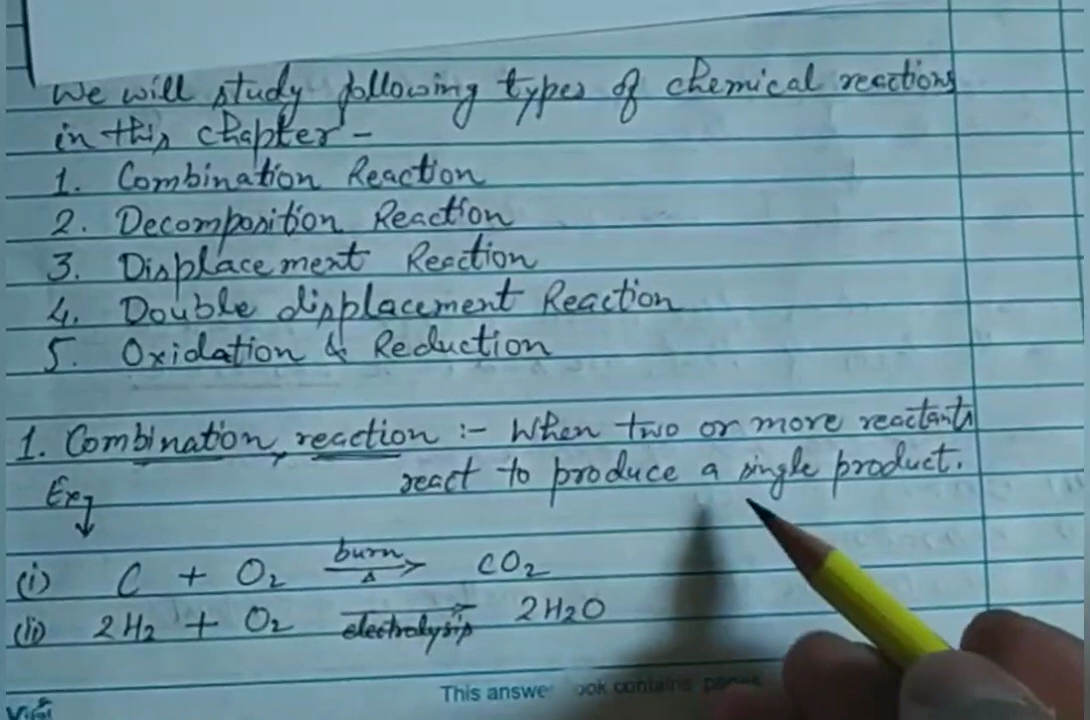 We will study following types of chemical reactions
in this chapter -
1. Combination Reaction
2. Decomposition Reaction
3. Displacement Reaction
4. Double displacement Reaction
5. Oxidation & Reduction
1. Combination reaction :- When two or more reactants
react to produce a single product.
Ex
(i) C + O₂ burn Δ → CO₂
(ii) 2H₂ + O₂ → electrolysis 2H₂O
This answer book contains